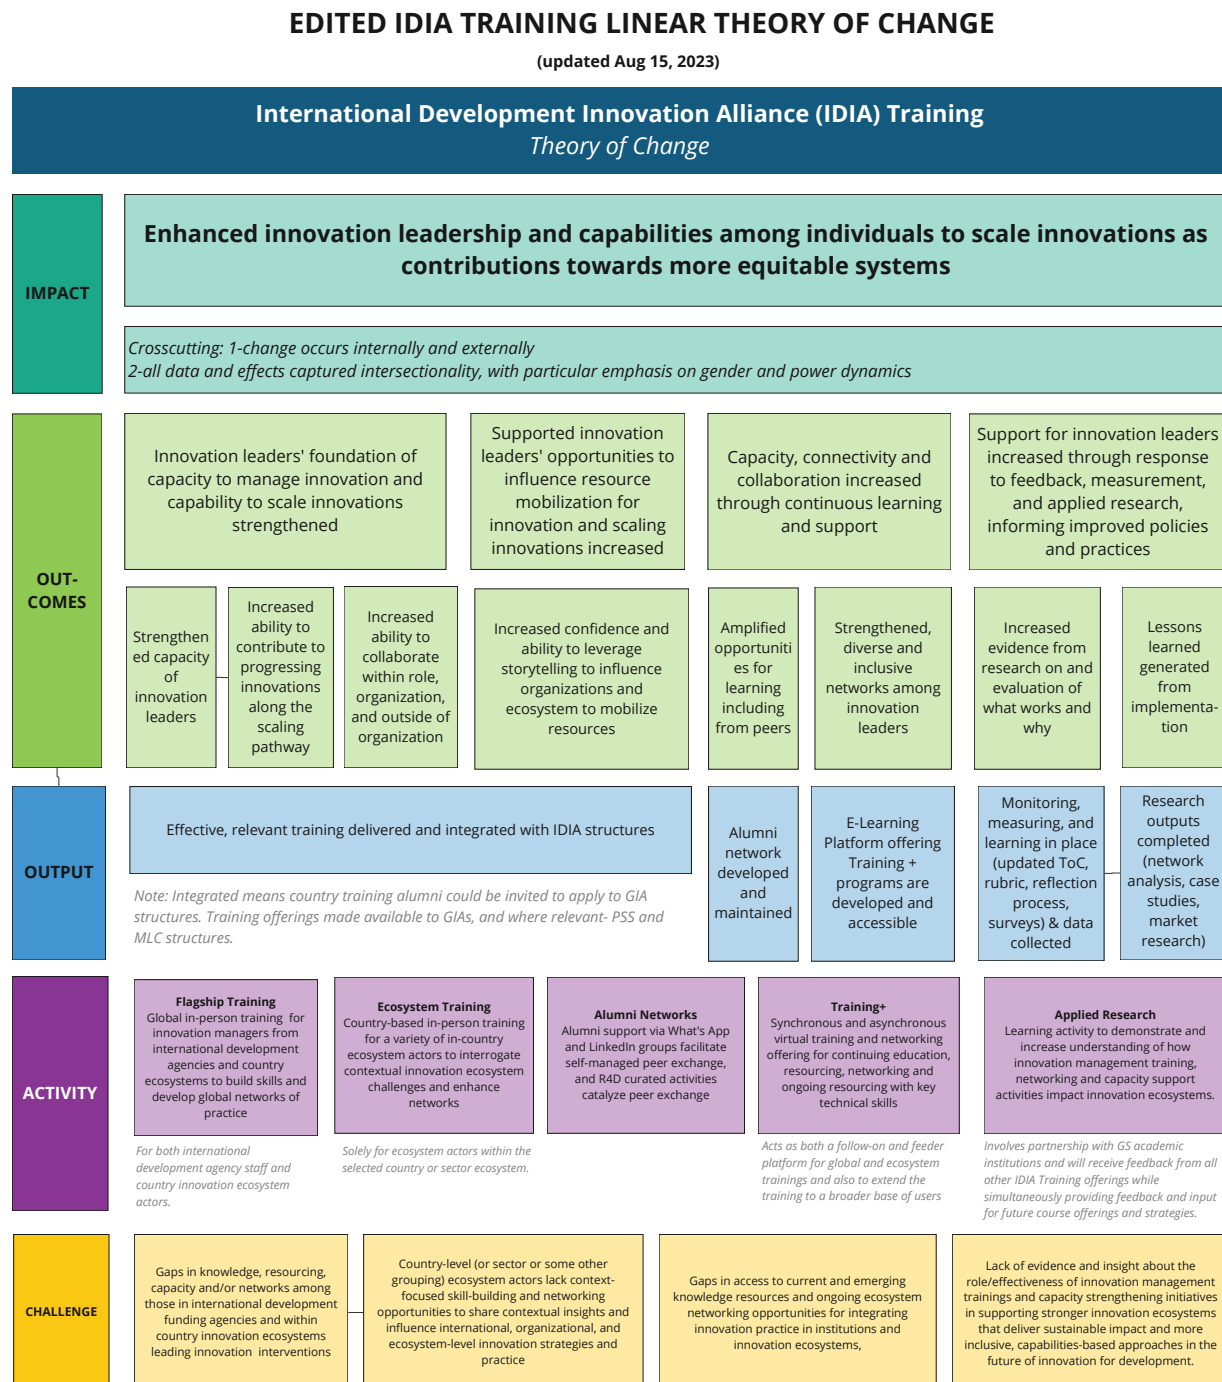 EDITED IDIA TRAINING LINEAR THEORY OF CHANGE
(updated Aug 15, 2023)
International Development Innovation Alliance (IDIA) Training
Theory of Change
IMPACT
Enhanced innovation leadership and capabilities among individuals to scale innovations as
contributions towards more equitable systems
Crosscutting: 1-change occurs internally and externally
2-all data and effects captured intersectionality, with particular emphasis on gender and power dynamics
OUT-
COMES
Innovation leaders' foundation of
capacity to manage innovation and
capability to scale innovations
strengthened
Supported innovation
leaders' opportunities to
influence resource
mobilization for
innovation and scaling
innovations increased
Capacity, connectivity and
collaboration increased
through continuous learning
and support
Support for innovation leaders
increased through response
to feedback, measurement,
and applied research,
informing improved policies
and practices
Strengthen
ed capacity
of
innovation
leaders
Increased
ability to
contribute to
progressing
innovations
along the
scaling
pathway
Increased
ability to
collaborate
within role,
organization,
and outside of
organization
Increased confidence and
ability to leverage
storytelling to influence
organizations and
ecosystem to mobilize
resources
Amplified
opportuniti
es for
learning
including
from peers
Strengthened,
diverse and
inclusive
networks among
innovation
leaders
Increased
evidence from
research on and
evaluation of
what works and
why
Lessons
learned
generated
from
implementa-
tion
OUTPUT
Effective, relevant training delivered and integrated with IDIA structures
Note: Integrated means country training alumni could be invited to apply to GIA
structures. Training offerings made available to GIAs, and where relevant- PSS and
MLC structures.
Alumni
network
developed
and
maintained
E-Learning
Platform offering
Training +
programs are
developed and
accessible
Monitoring,
measuring, and
learning in place
(updated ToC,
rubric, reflection
process,
surveys) & data
collected
Research
outputs
completed
(network
analysis, case
studies,
market
research)
ACTIVITY
Flagship Training
Global in-person training for
innovation managers from
international development
agencies and country
ecosystems to build skills and
develop global networks of
practice
For both international
development agency staff and
country innovation ecosystem
actors.
Ecosystem Training
Country-based in-person training
for a variety of in-country
ecosystem actors to interrogate
contextual innovation ecosystem
challenges and enhance
networks
Solely for ecosystem actors within the
selected country or sector ecosystem.
Alumni Networks
Alumni support via What's App
and LinkedIn groups facilitate
self-managed peer exchange,
and R4D curated activities
catalyze peer exchange
Training+
Synchronous and asynchronous
virtual training and networking
offering for continuing education,
resourcing, networking and
ongoing resourcing with key
technical skills
Acts as both a follow-on and feeder
platform for global and ecosystem
trainings and also to extend the
training to a broader base of users
Applied Research
Learning activity to demonstrate and
increase understanding of how
innovation management training,
networking and capacity support
activities impact innovation ecosystems.
Involves partnership with GS academic
institutions and will receive feedback from all
other IDIA Training offerings while
simultaneously providing feedback and input
for future course offerings and strategies.
CHALLENGE
Gaps in knowledge, resourcing,
capacity and/or networks among
those in international development
funding agencies and within
country innovation ecosystems
leading innovation interventions
Country-level (or sector or some other
grouping) ecosystem actors lack context-
focused skill-building and networking
opportunities to share contextual insights and
influence international, organizational, and
ecosystem-level innovation strategies and
practice
Gaps in access to current and emerging
knowledge resources and ongoing ecosystem
networking opportunities for integrating
innovation practice in institutions and
innovation ecosystems,
Lack of evidence and insight about the
role/effectiveness of innovation management
trainings and capacity strengthening initiatives
in supporting stronger innovation ecosystems
that deliver sustainable impact and more
inclusive, capabilities-based approaches in the
future of innovation for development.